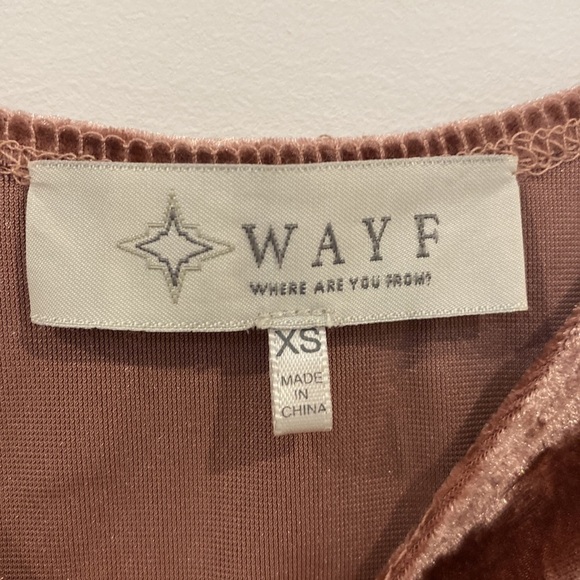 WAYF
WHERE ARE YOU FROM?
XS
MADE
IN
CHINA